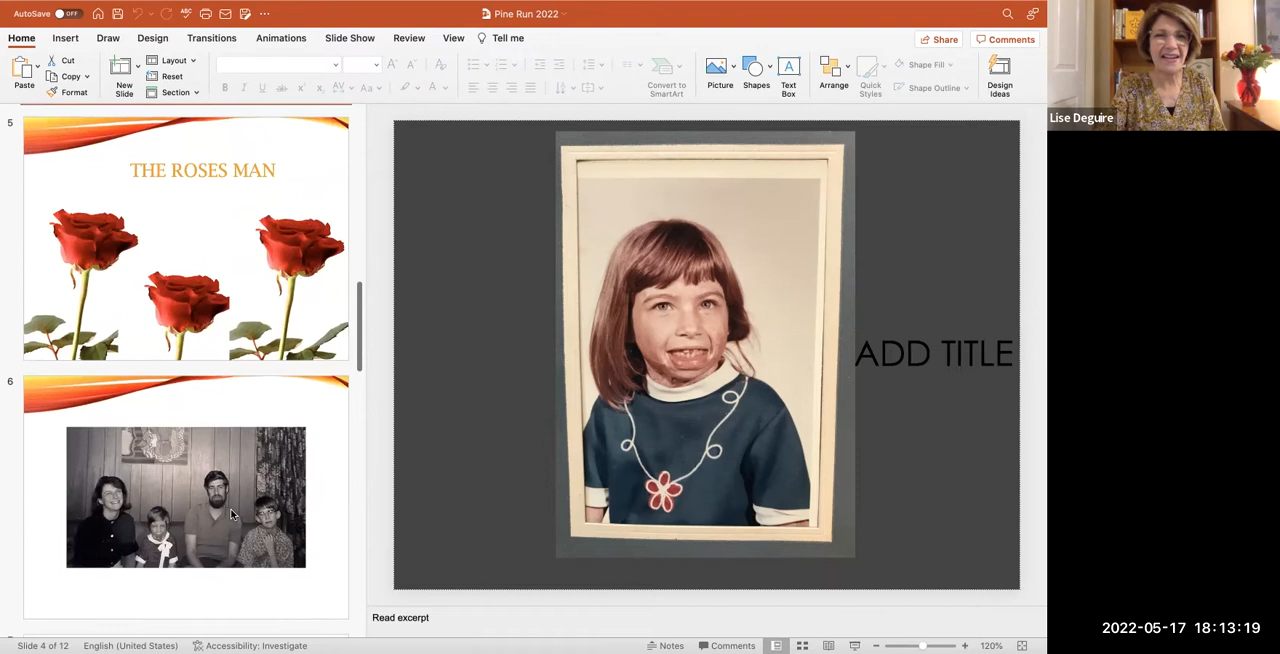 AutoSave OFF ABC Pine Run 2022
Home Insert Draw Design Transitions Animations Slide Show Review View Tell me Share Comments
Paste Cut Copy Format New Slide Layout Reset Section Convert to SmartArt Picture Shapes Text Box Arrange Quick Styles Shape Fill Shape Outline Design Ideas
Lise Deguire
5
THE ROSES MAN
6
ADD TITLE
Read excerpt
Slide 4 of 12 English (United States) Accessibility: Investigate Notes Comments 120%
2022-05-17 18:13:19